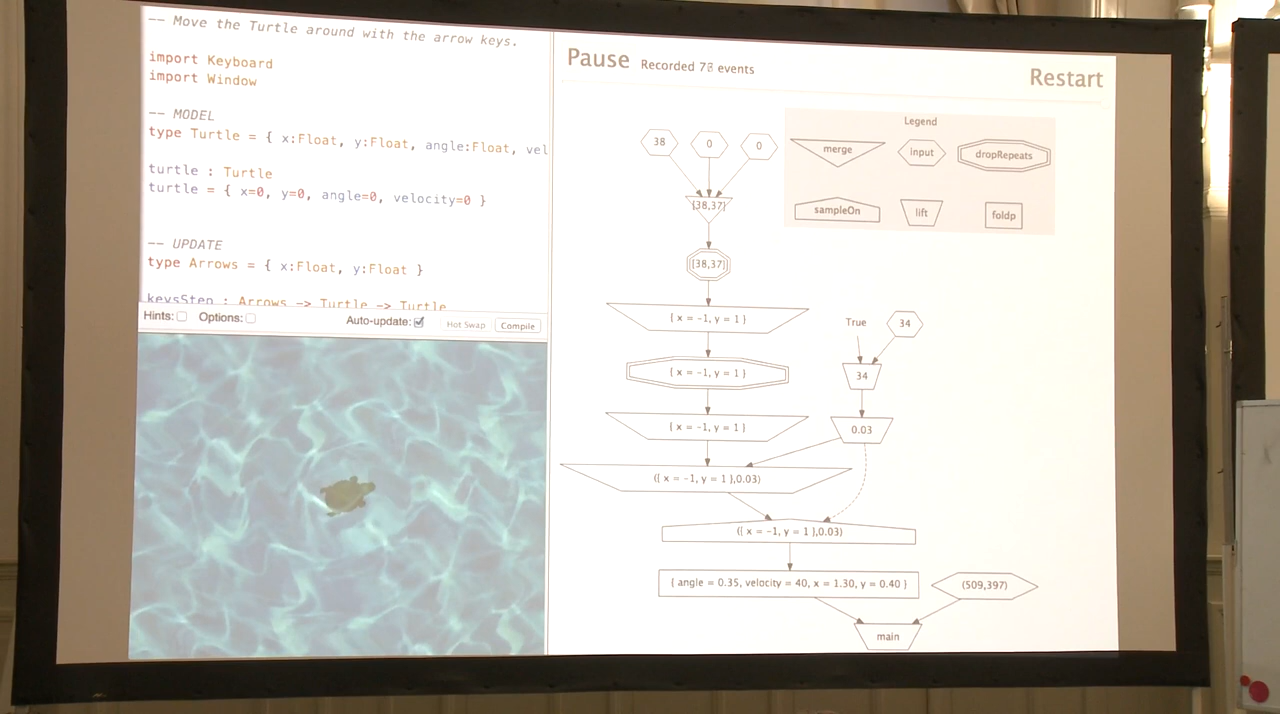 -- Move the Turtle around with the arrow keys.
import Keyboard
import Window
-- MODEL
type Turtle = { x:Float, y:Float, angle:Float, vel
turtle : Turtle
turtle = { x=0, y=0, angle=0, velocity=0 }
-- UPDATE
type Arrows = { x:Float, y:Float }
keysStep : Arrows -> Turtle -> Turtle
Hints: Options: Auto-update: Hot Swap Compile
Pause Recorded events
Restart
Legend
merge input dropRepeats
sampleOn lift foldp
38 0 0
[38,37]
[38,37]
{ x = -1, y = 1 }
True 34
{ x = -1, y = 1 }
34
{ x = -1, y = 1 }
0.03
({ x = -1, y = 1 },0.03)
({ x = -1, y = 1 },0.03)
{ angle = 0.35, velocity = 40, x = 1.30, y = 0.40 }
(509,397)
main